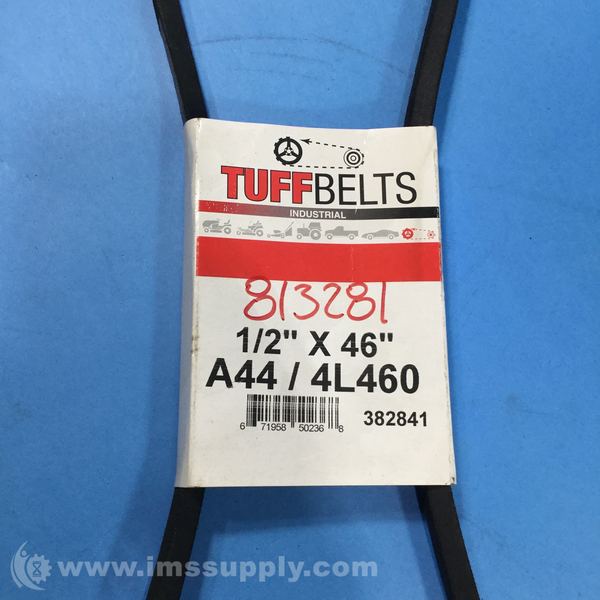 TUFFBELTS
INDUSTRIAL
813281
1/2" X 46"
A44 / 4L460
6 71958 50236 8
382841
www.imssupply.com